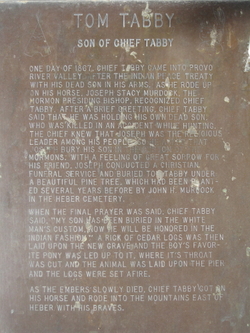 TOM TABBY
SON OF CHIEF TABBY
ONE DAY OF 1867, CHIEF TABBY CAME INTO PROVO
RIVER VALLEY, AFTER THE INDIAN PEACE TREATY
WITH HIS DEAD SON IN HIS ARMS. AS HE RODE UP
ON HIS HORSE, JOSEPH STACY MURDOCK, THE
MORMON PRESIDING BISHOP, RECOGNIZED CHIEF
TABBY. AFTER A BRIEF GREETING, CHIEF TABBY
SAID THAT HE WAS HOLDING HIS OWN DEAD SON,
WHO WAS KILLED IN AN ACCIDENT WHILE HUNTING.
THE CHIEF KNEW THAT JOSEPH WAS THE RELIGIOUS
LEADER AMONG HIS PEOPLE
BURY HIS SON
MORMONS. WITH A FEELING OF GREAT SORROW FOR
HIS FRIEND, JOSEPH CONDUCTED A CHRISTIAN
FUNERAL SERVICE AND BURIED TOM TABBY UNDER
A BEAUTIFUL PINE TREE, WHICH HAD BEEN PLANT-
ED SEVERAL YEARS BEFORE BY JOHN H. MURDOCK
IN THE HEBER CEMETERY.
WHEN THE FINAL PRAYER WAS SAID, CHIEF TABBY
SAID, "MY SON HAS BEEN BURIED IN THE WHITE
MAN'S CUSTOM, NOW HE WILL BE HONORED IN THE
INDIAN FASHION." A RICK OF CEDAR LOGS WAS THEN
LAID UPON THE NEW GRAVE AND THE BOY'S FAVOR-
ITE PONY WAS LED UP TO IT, WHERE IT'S THROAT
WAS CUT AND THE ANIMAL WAS LAID UPON THE PIER
AND THE LOGS WERE SET AFIRE.
AS THE EMBERS SLOWLY DIED, CHIEF TABBY GOT ON
HIS HORSE AND RODE INTO THE MOUNTAINS EAST OF
HEBER WITH HIS BRAVES.